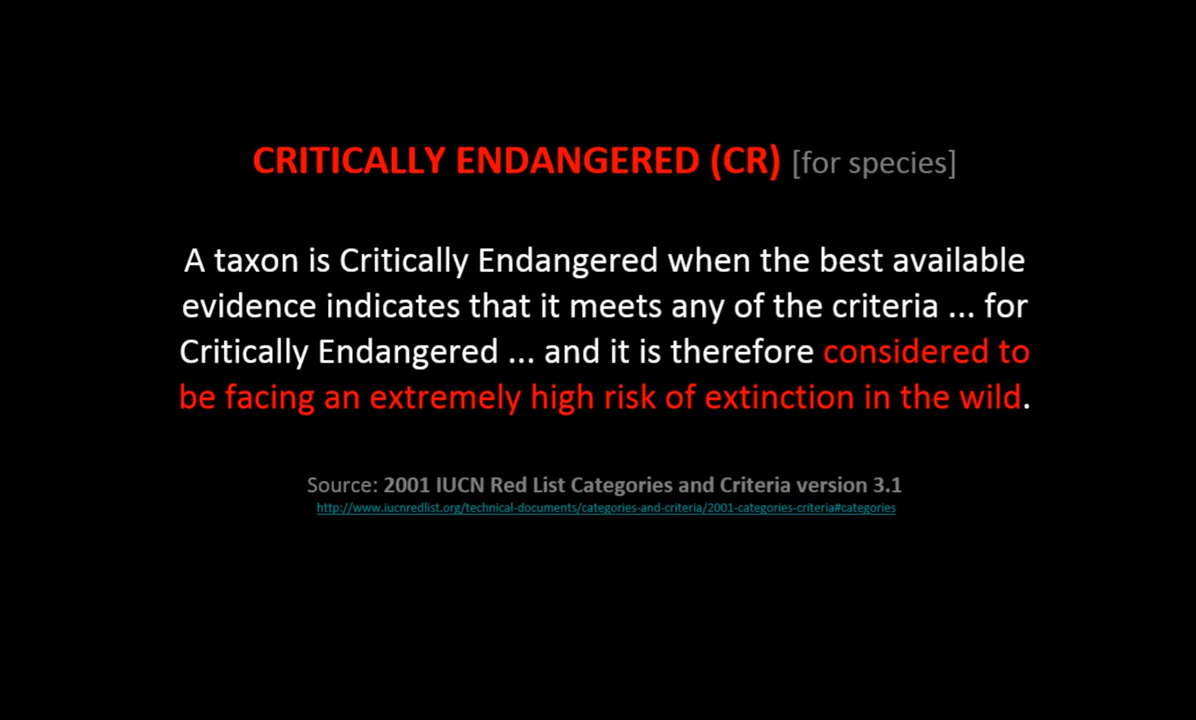 CRITICALLY ENDANGERED (CR) [for species]
A taxon is Critically Endangered when the best available
evidence indicates that it meets any of the criteria ... for
Critically Endangered ... and it is therefore considered to
be facing an extremely high risk of extinction in the wild.
Source: 2001 IUCN Red List Categories and Criteria version 3.1
http://www.iucnredlist.org/technical-documents/categories-and-criteria/2001-categories-criteria#categories